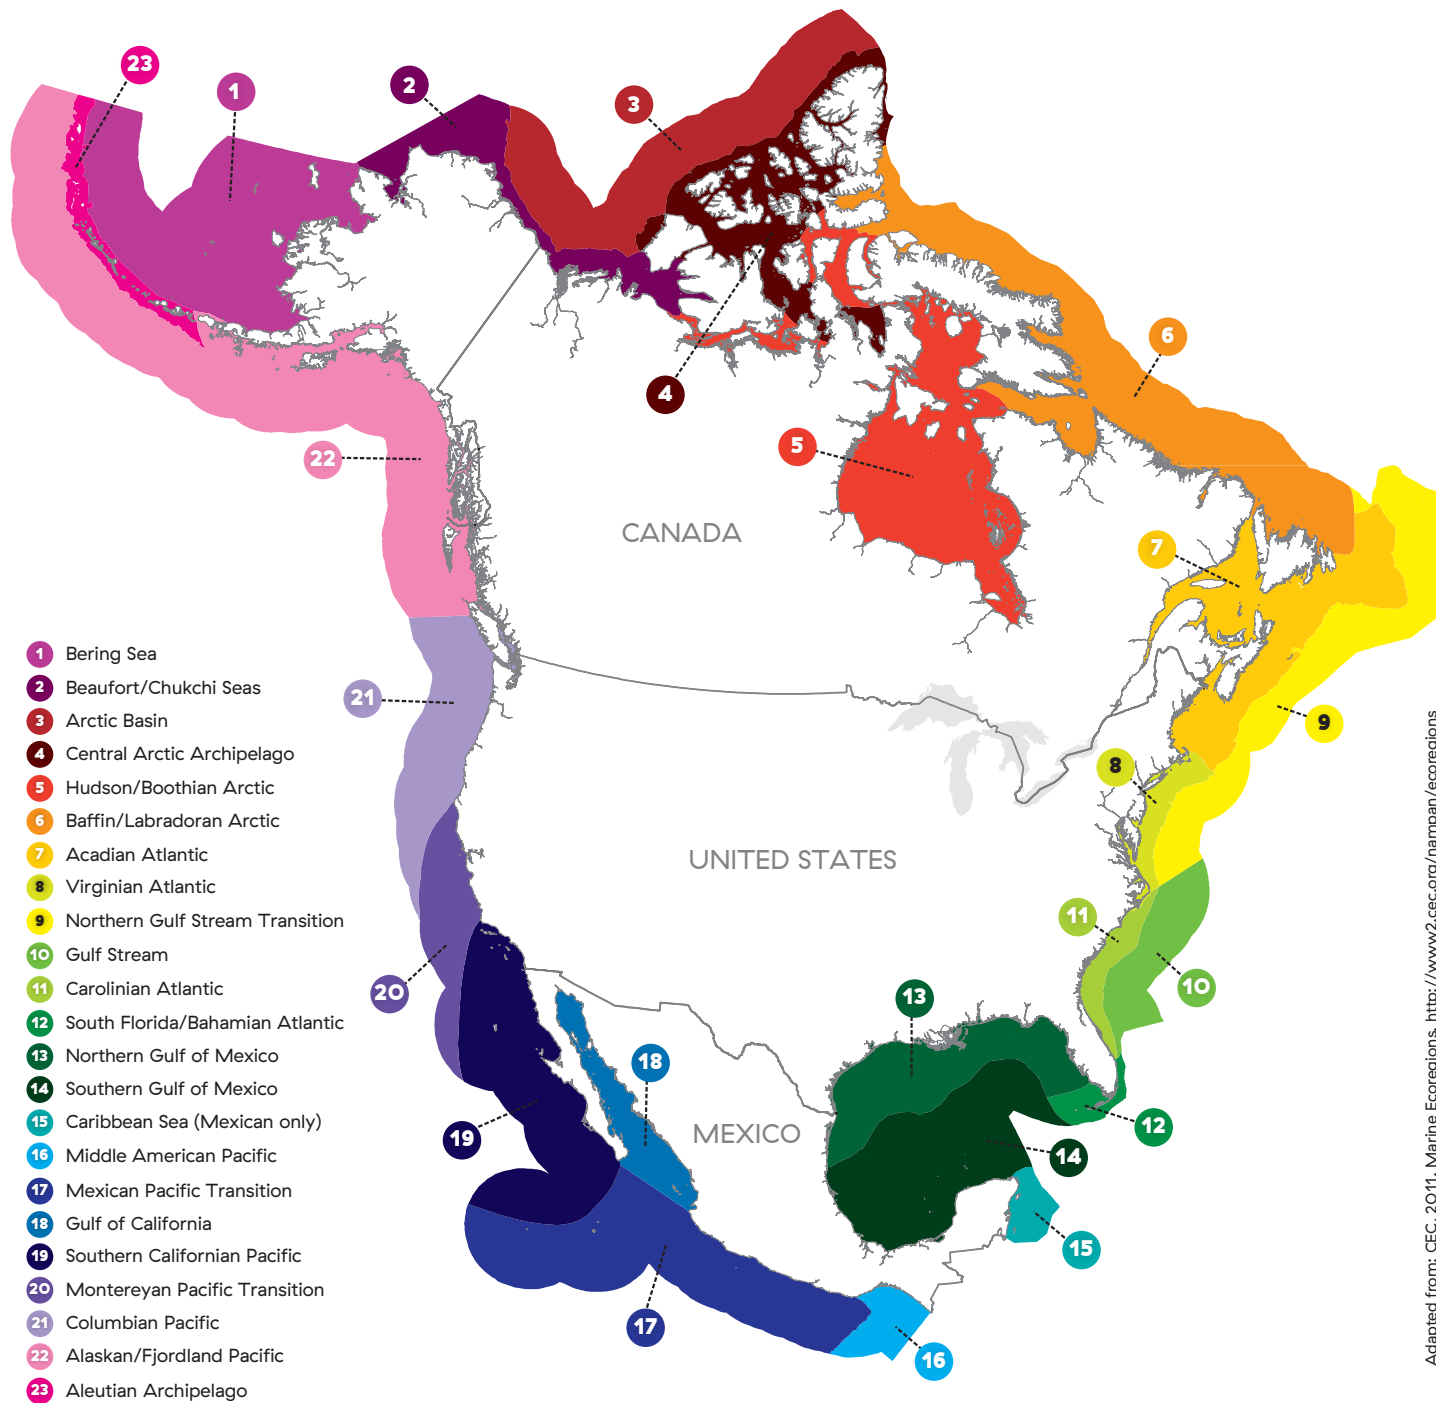 23
1
2
3
4
5
6
22
CANADA
7
21
9
8
UNITED STATES
11
20
13
10
18
12
19
MEXICO
14
15
17
16
1 Bering Sea
2 Beaufort/Chukchi Seas
3 Arctic Basin
4 Central Arctic Archipelago
5 Hudson/Boothian Arctic
6 Baffin/Labradoran Arctic
7 Acadian Atlantic
8 Virginian Atlantic
9 Northern Gulf Stream Transition
10 Gulf Stream
11 Carolinian Atlantic
12 South Florida/Bahamian Atlantic
13 Northern Gulf of Mexico
14 Southern Gulf of Mexico
15 Caribbean Sea (Mexican only)
16 Middle American Pacific
17 Mexican Pacific Transition
18 Gulf of California
19 Southern Californian Pacific
20 Montereyan Pacific Transition
21 Columbian Pacific
22 Alaskan/Fjordland Pacific
23 Aleutian Archipelago
Adapted from: CEC. 2011. Marine Ecoregions. http://www2.cec.org/nampan/ecoregions